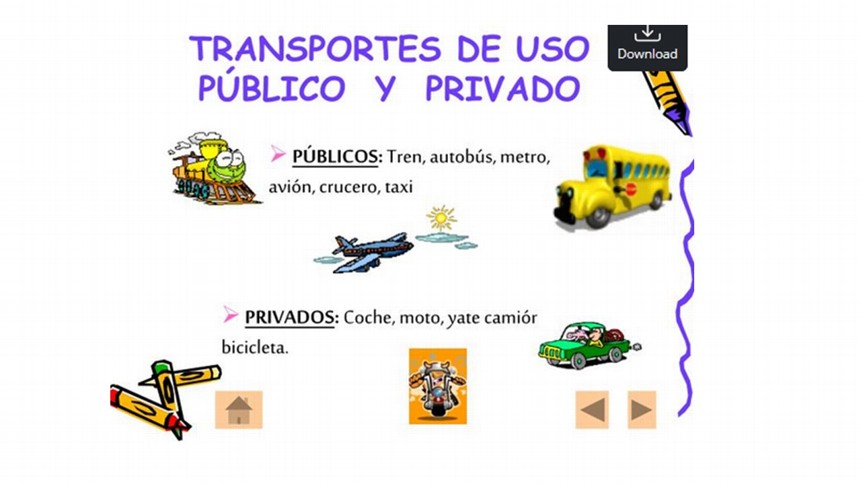 TRANSPORTES DE USO
PÚBLICO Y PRIVADO
Download
PÚBLICOS: Tren, autobús, metro,
avión, crucero, taxi
PRIVADOS: Coche, moto, yate camiór
bicicleta.